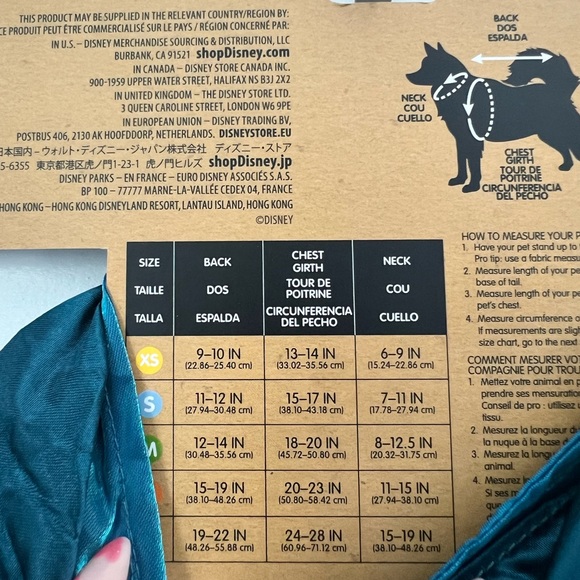 THIS PRODUCT MAY BE SUPPLIED IN THE RELEVANT COUNTRY/REGION BY:
CE PRODUIT PEUT ÊTRE COMMERCIALISÉ SUR LE PAYS / RÉGION CONCERNÉ PAR:
IN U.S. – DISNEY MERCHANDISE SOURCING & DISTRIBUTION, LLC
BURBANK, CA 91521 shopDisney.com
IN CANADA – DISNEY STORE CANADA INC.
900-1959 UPPER WATER STREET, HALIFAX NS B3J 2X2
IN UNITED KINGDOM – THE DISNEY STORE LTD.
3 QUEEN CAROLINE STREET, LONDON W6 9PE
IN EUROPEAN UNION – DISNEY TRADING BV,
POSTBUS 406, 2130 AK HOOFDDORP, NETHERLANDS. DISNEYSTORE.EU
日本国内 – ウォルト・ディズニー・ジャパン株式会社 ディズニーストア
5-6355 東京都港区虎ノ門1-23-1 虎ノ門ヒルズ shopDisney.jp
DISNEY PARKS – EN FRANCE – EURO DISNEY ASSOCIÉS S.A.S.
BP 100 – 77777 MARNE-LA-VALLÉE CEDEX 04, FRANCE
HONG KONG – HONG KONG DISNEYLAND RESORT, LANTAU ISLAND, HONG KONG
©DISNEY
BACK
DOS
ESPALDA
NECK
COU
CUELLO
CHEST
GIRTH
TOUR DE
POITRINE
CIRCUNFERENCIA
DEL PECHO
SIZE
TAILLE
TALLA
BACK
DOS
ESPALDA
CHEST
GIRTH
TOUR DE
POITRINE
CIRCUNFERENCIA
DEL PECHO
NECK
COU
CUELLO
XS 9–10 IN 13–14 IN 6–9 IN
(22.86–25.40 cm) (33.02–35.56 cm) (15.24–22.86 cm)
S 11–12 IN 15–17 IN 7–11 IN
(27.94–30.48 cm) (38.10–43.18 cm) (17.78–27.94 cm)
M 12–14 IN 18–20 IN 8–12.5 IN
(30.48–35.56 cm) (45.72–50.80 cm) (20.32–31.75 cm)
15–19 IN 20–23 IN 11–15 IN
(38.10–48.26 cm) (50.80–58.42 cm) (27.94–38.10 cm)
19–22 IN 24–28 IN 15–19 IN
(48.26–55.88 cm) (60.96–71.12 cm) (38.10–48.26 cm)
HOW TO MEASURE YOUR P
1. Have your pet stand up
Pro tip: use a fabric measu
2. Measure length of your pe
base of tail.
3. Measure length of your pe
pet's chest.
4. Measure circumference o
If measurements are sligh
size chart, go to the next
COMMENT MESURER VOT
COMPAGNIE POUR TROU
1. Mettez votre animal en p
prendre ses mensuration
Conseil de pro : utilisez u
tissu.
2. Mesurez la longueur du
la nuque à la base d
3. Mesurez la long
animal.
4. Mesurez
Si ses m
que